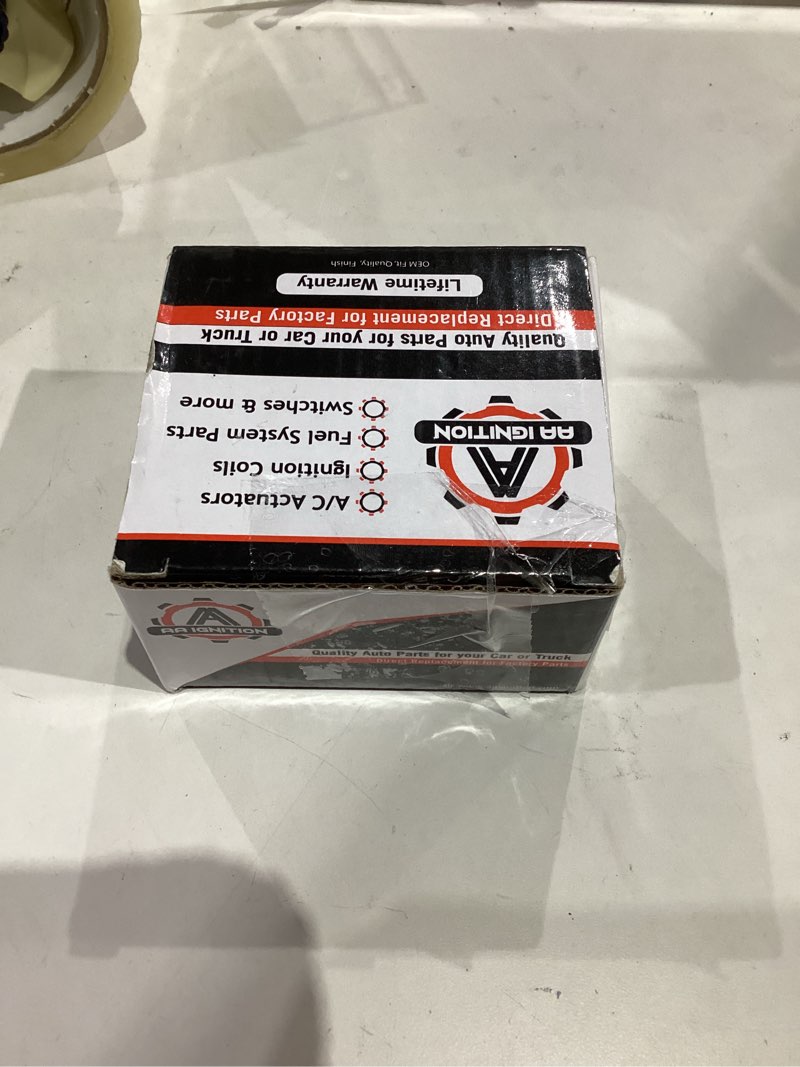 AA IGNITION
A/C Actuators
Ignition Coils
Fuel System Parts
Switches & more
Quality Auto Parts for your Car or Truck
Direct Replacement for Factory Parts
Lifetime Warranty
OEM Fit, Quality, Finish
AA IGNITION
Quality Auto Parts for your Car or Truck
Direct Replacement for Factory Parts